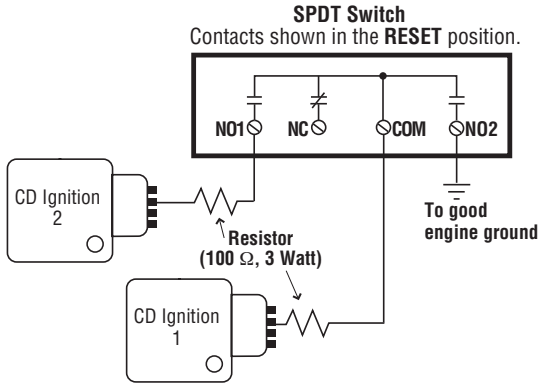 SPDT Switch
Contacts shown in the RESET position.
NO1 NC COM NO2
CD Ignition
2
To good
engine ground
Resistor
(100 Ω, 3 Watt)
CD Ignition
1